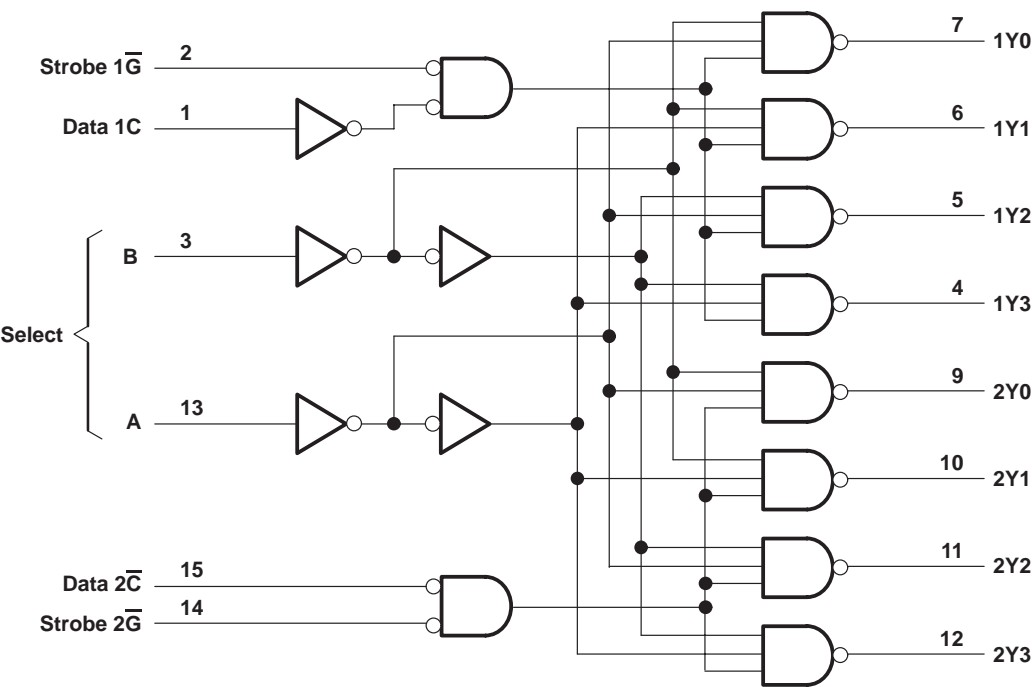 7
1Y0
Strobe 1G̅ 2
Data 1C 1
6
1Y1
5
1Y2
B 3
4
1Y3
Select
9
2Y0
A 13
10
2Y1
11
2Y2
Data 2C̅ 15
Strobe 2G̅ 14
12
2Y3